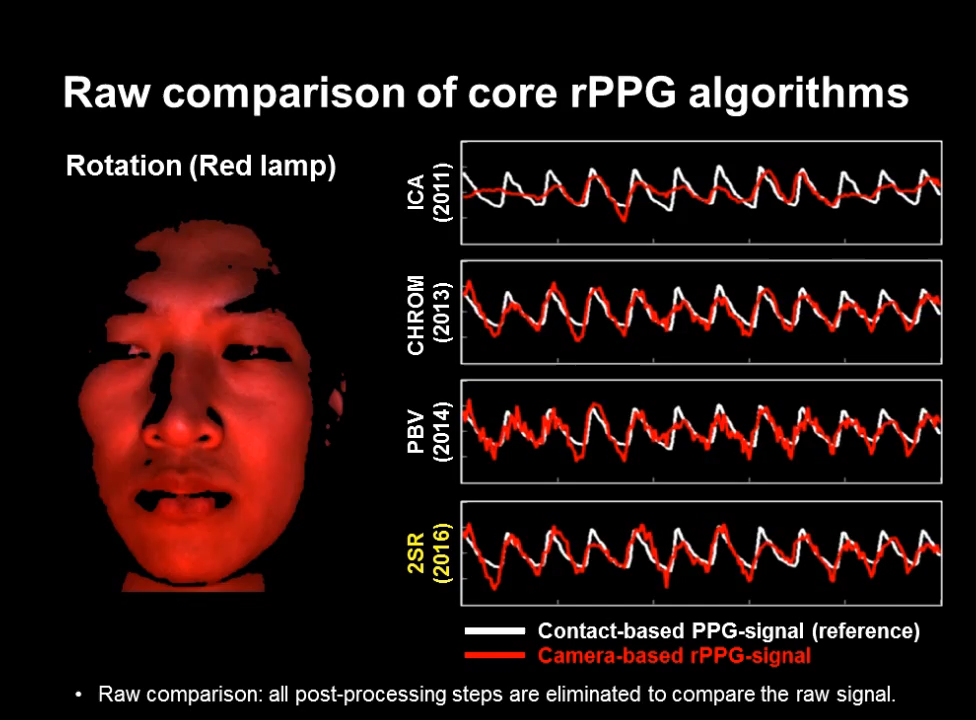 Raw comparison of core rPPG algorithms
Rotation (Red lamp)
ICA
(2011)
CHROM
(2013)
PBV
(2014)
2SR
(2016)
Contact-based PPG-signal (reference)
Camera-based rPPG-signal
• Raw comparison: all post-processing steps are eliminated to compare the raw signal.